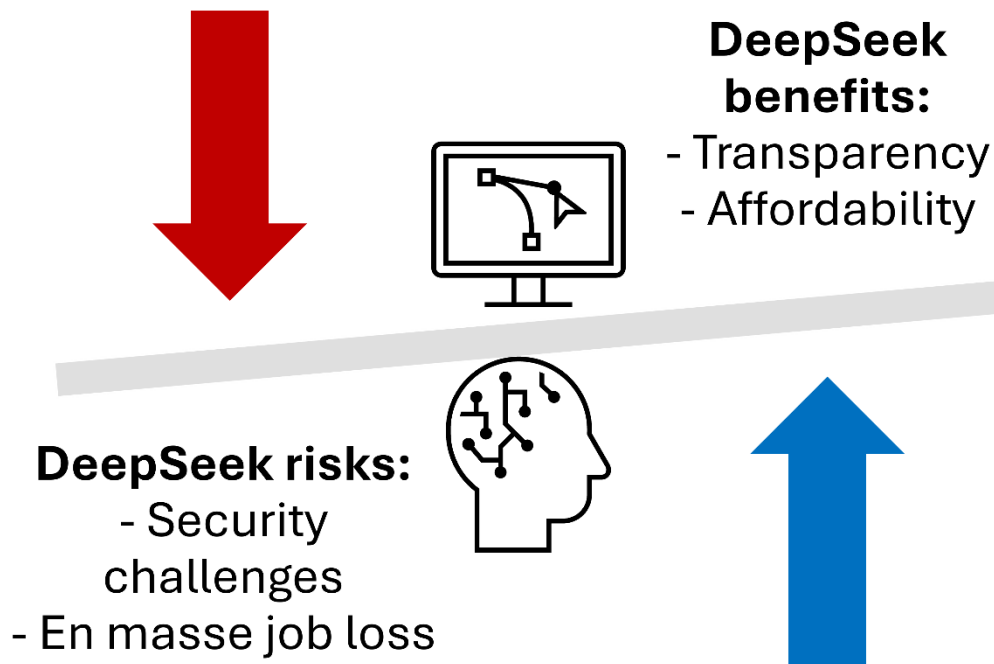 DeepSeek
benefits:
- Transparency
- Affordability
DeepSeek risks:
- Security
challenges
- En masse job loss